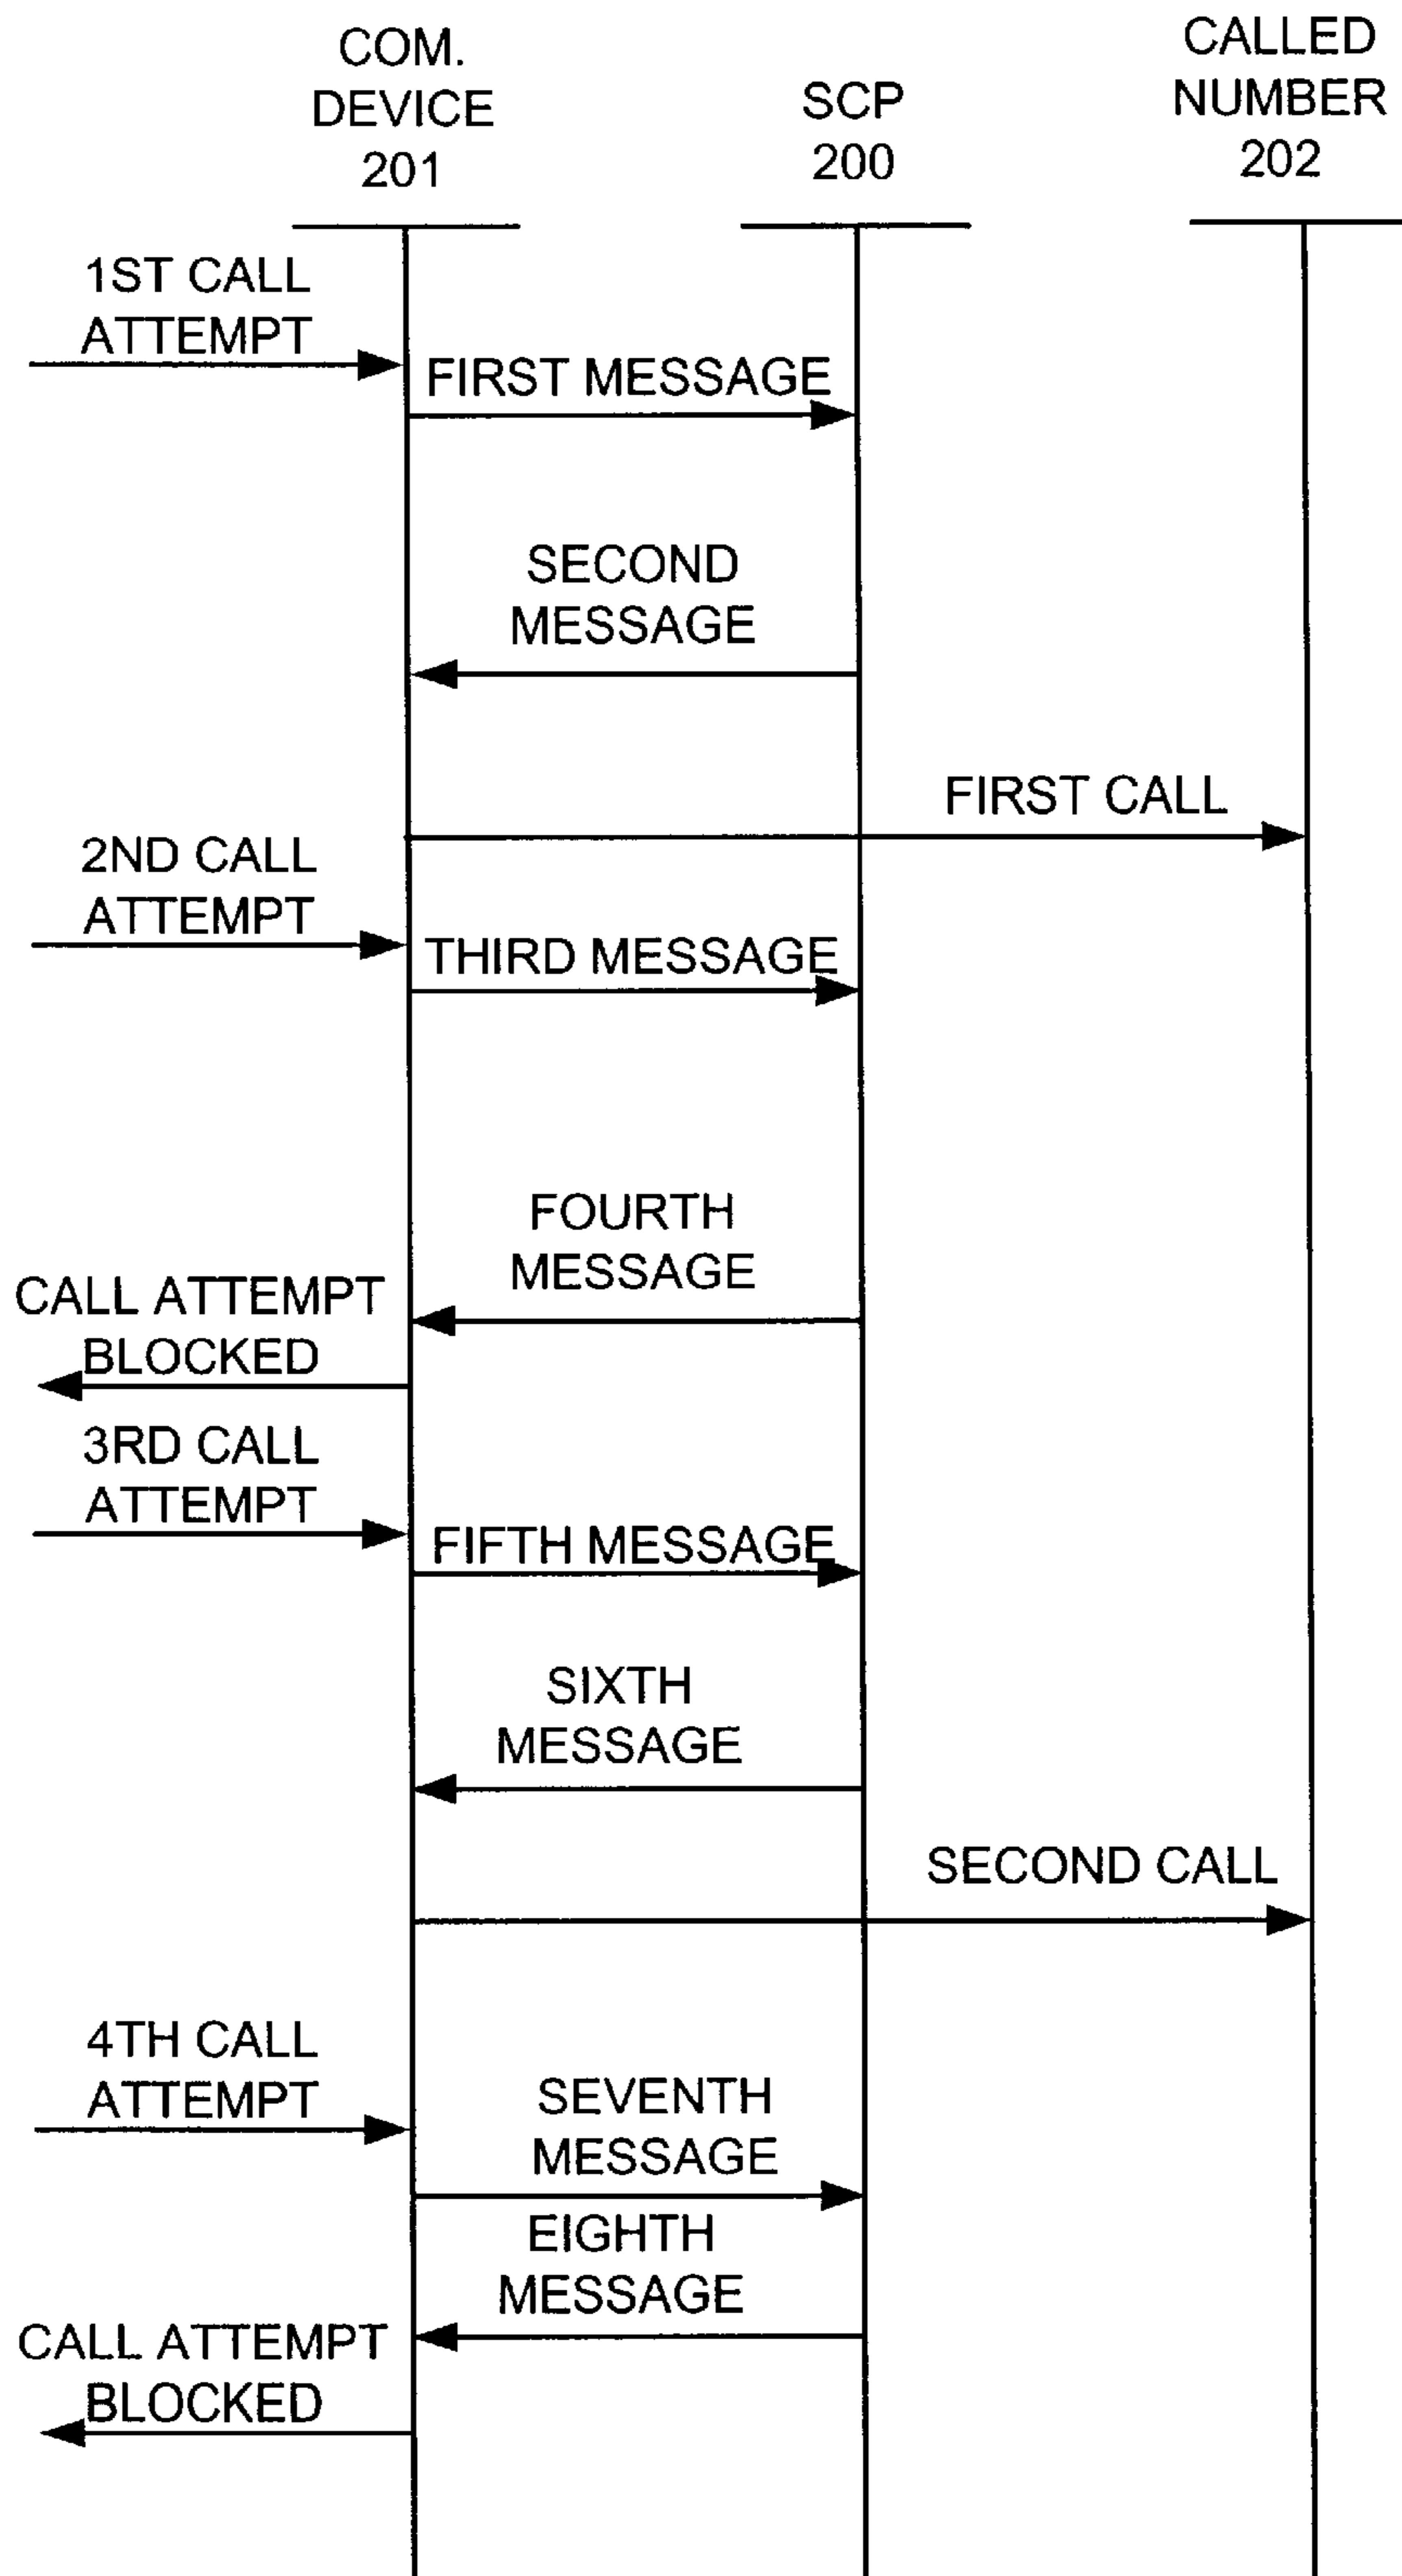 COM.
DEVICE
201
SCP
200
CALLED
NUMBER
202
1ST CALL
ATTEMPT
FIRST MESSAGE
SECOND
MESSAGE
FIRST CALL
2ND CALL
ATTEMPT
THIRD MESSAGE
FOURTH
MESSAGE
CALL ATTEMPT
BLOCKED
3RD CALL
ATTEMPT
FIFTH MESSAGE
SIXTH
MESSAGE
SECOND CALL
4TH CALL
ATTEMPT
SEVENTH
MESSAGE
EIGHTH
MESSAGE
CALL ATTEMPT
BLOCKED